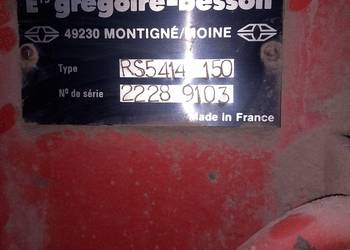 Ets grégoire-besson
49230 MONTIGNÉ/MOINE
Type RS5414 150
N° de série 2228 9103
Made in France